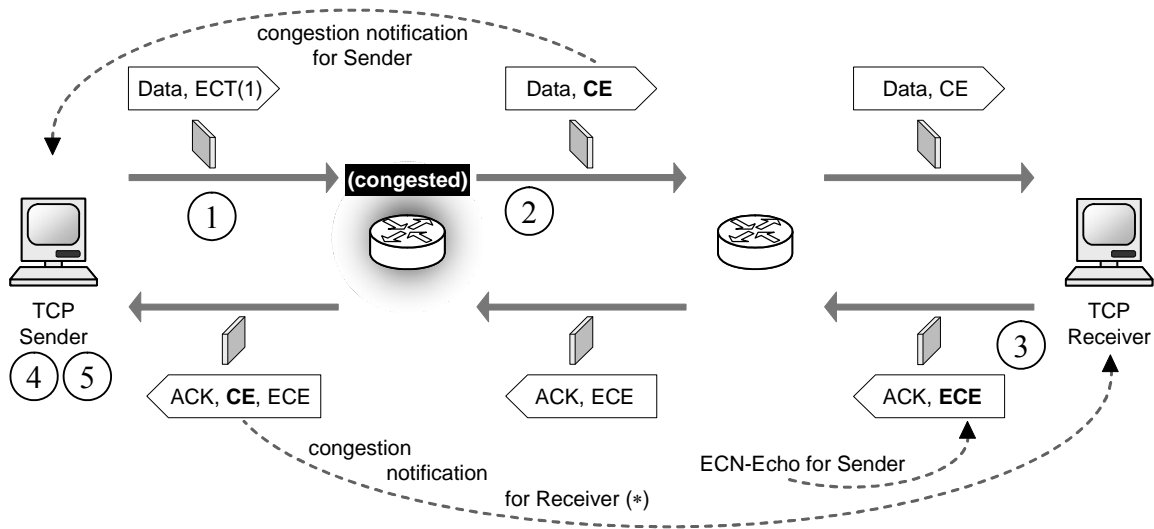 congestion notification
for Sender
Data, ECT(1)
Data, CE
Data, CE
(congested)
1
2
TCP
Sender
TCP
Receiver
3
4 5
ACK, CE, ECE
ACK, ECE
ACK, ECE
congestion
notification
ECN-Echo for Sender
for Receiver (*)